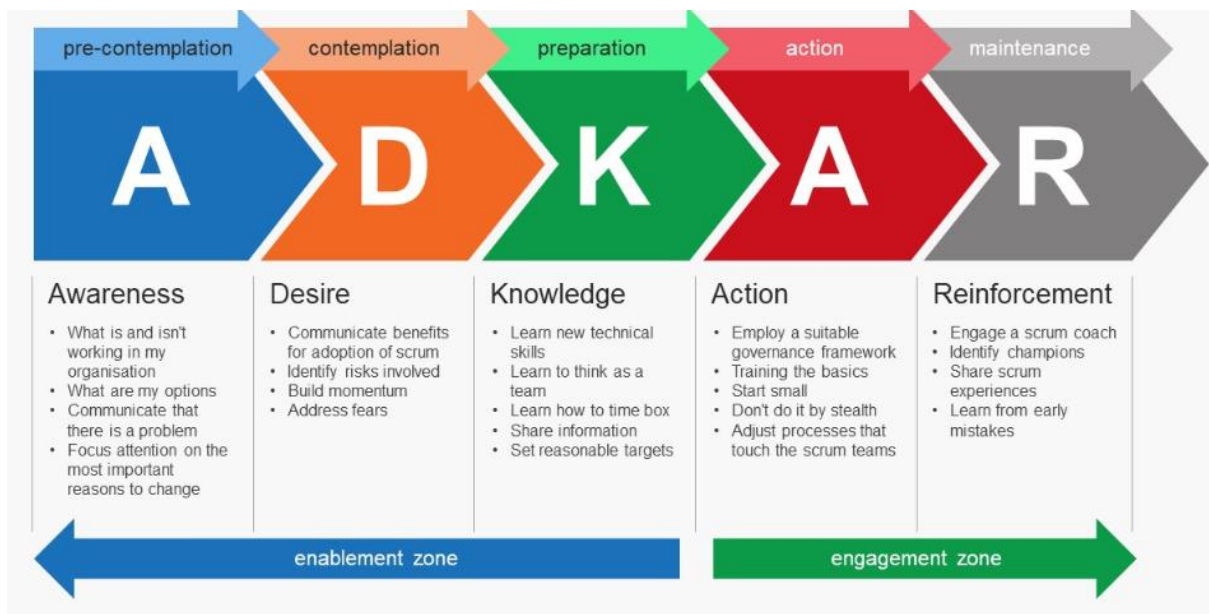 pre-contemplation
contemplation
preparation
action
maintenance
A
D
K
A
R
Awareness
• What is and isn't
working in my
organisation
• What are my options
• Communicate that
there is a problem
• Focus attention on the
most important
reasons to change
Desire
• Communicate benefits
for adoption of scrum
• Identify risks involved
• Build momentum
• Address fears
Knowledge
• Learn new technical
skills
• Learn to think as a
team
• Learn how to time box
• Share information
• Set reasonable targets
Action
• Employ a suitable
governance framework
• Training the basics
• Start small
• Don't do it by stealth
• Adjust processes that
touch the scrum teams
Reinforcement
• Engage a scrum coach
• Identify champions
• Share scrum
experiences
• Learn from early
mistakes
enablement zone
engagement zone